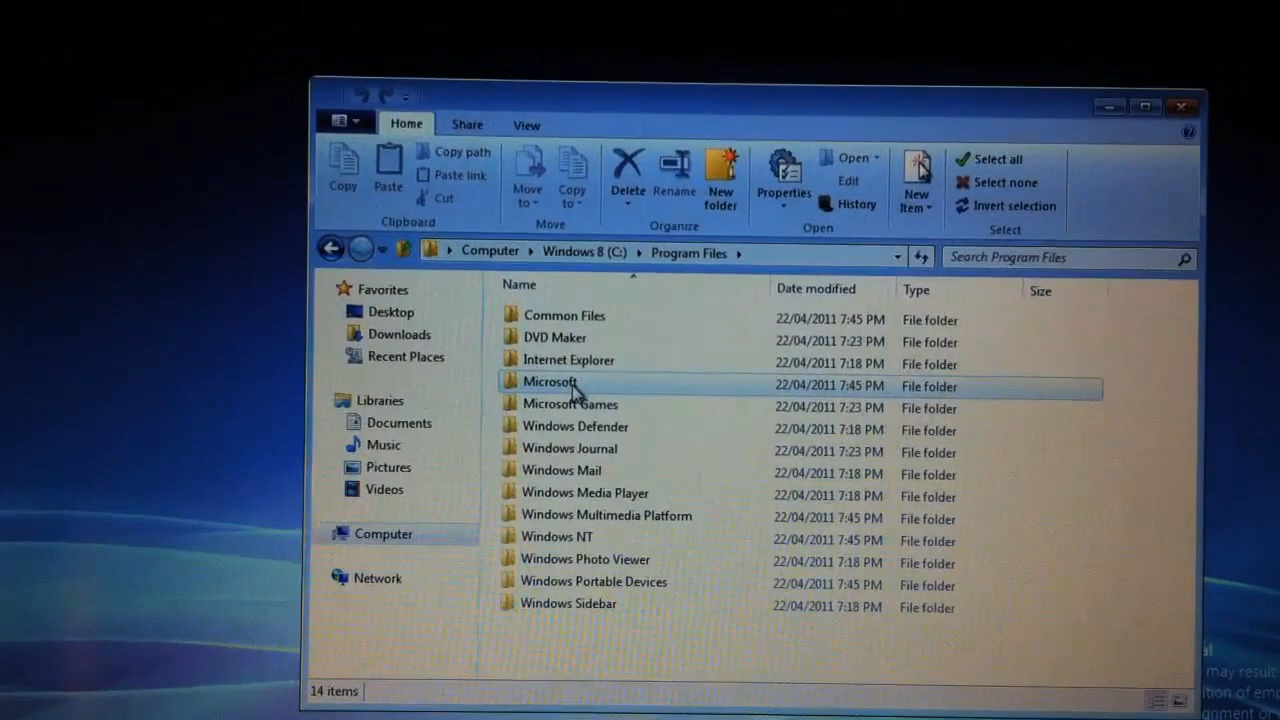 Home Share View
Copy Paste Copy path Paste link Cut Move to Copy to Delete Rename New folder Properties Open Edit History New Item Select all Select none Invert selection
Clipboard Move Organize Open Select
Computer Windows 8 (C:) Program Files Search Program Files
Favorites
Desktop
Downloads
Recent Places
Libraries
Documents
Music
Pictures
Videos
Computer
Network
Name Date modified Type Size
Common Files 22/04/2011 7:45 PM File folder
DVD Maker 22/04/2011 7:23 PM File folder
Internet Explorer 22/04/2011 7:18 PM File folder
Microsoft 22/04/2011 7:45 PM File folder
Microsoft Games 22/04/2011 7:23 PM File folder
Windows Defender 22/04/2011 7:18 PM File folder
Windows Journal 22/04/2011 7:23 PM File folder
Windows Mail 22/04/2011 7:18 PM File folder
Windows Media Player 22/04/2011 7:18 PM File folder
Windows Multimedia Platform 22/04/2011 7:45 PM File folder
Windows NT 22/04/2011 7:45 PM File folder
Windows Photo Viewer 22/04/2011 7:18 PM File folder
Windows Portable Devices 22/04/2011 7:45 PM File folder
Windows Sidebar 22/04/2011 7:18 PM File folder
14 items
may result